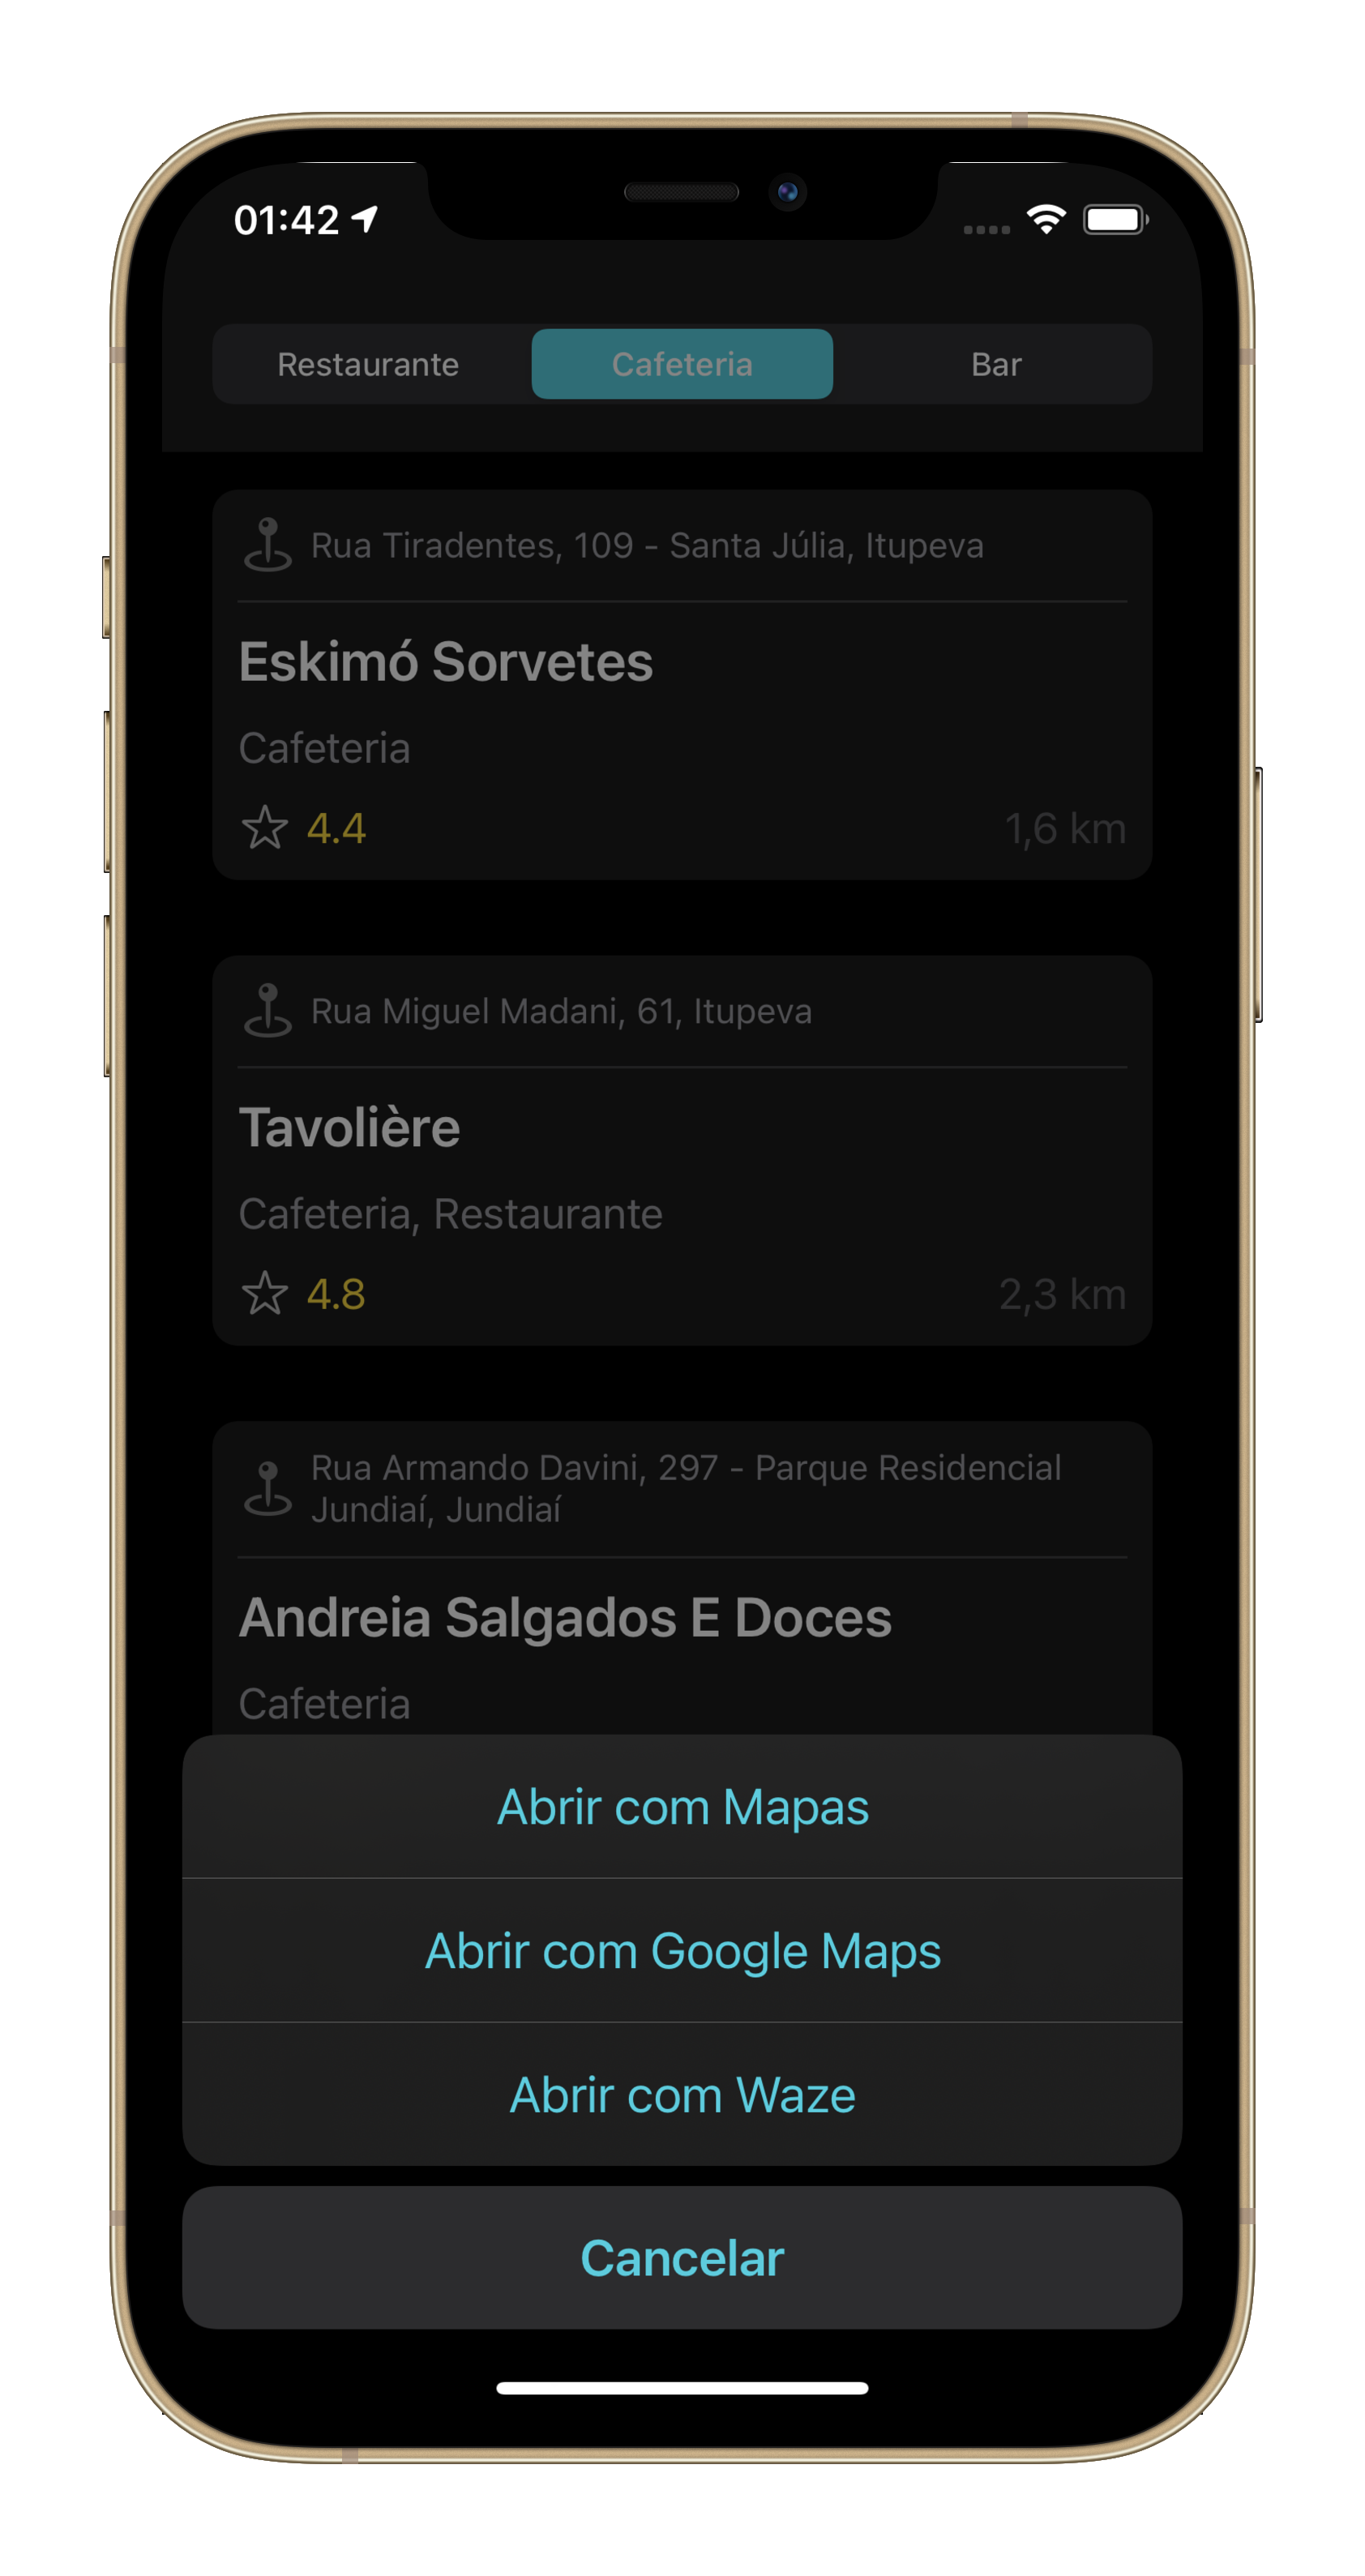 01:42
Restaurante Cafeteria Bar
Rua Tiradentes, 109 - Santa Júlia, Itupeva
Eskimó Sorvetes
Cafeteria
4.4 1,6 km
Rua Miguel Madani, 61, Itupeva
Tavolière
Cafeteria, Restaurante
4.8 2,3 km
Rua Armando Davini, 297 - Parque Residencial
Jundiaí, Jundiaí
Andreia Salgados E Doces
Cafeteria
Abrir com Mapas
Abrir com Google Maps
Abrir com Waze
Cancelar